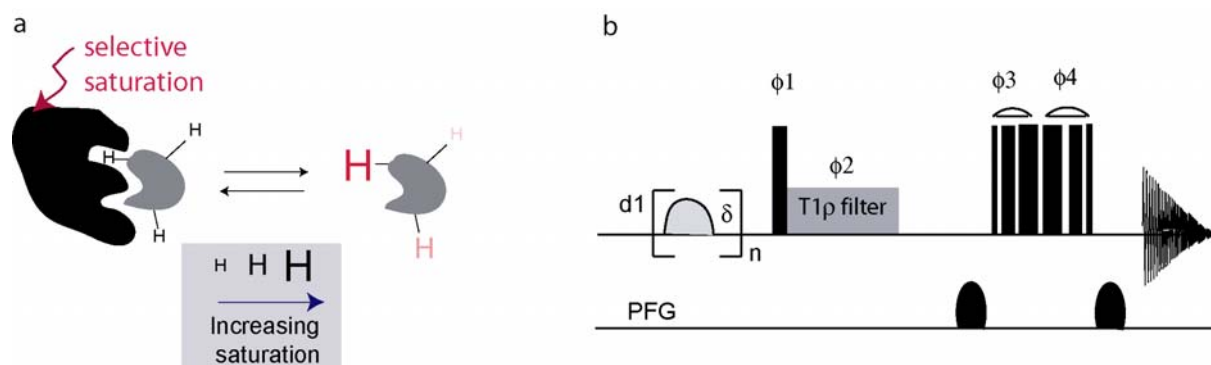 a
selective
saturation
H
H
H
H
H
H
H H H
Increasing
saturation
b
ϕ1
ϕ2
ϕ3
ϕ4
d1
δ
n
T1ρ filter
PFG